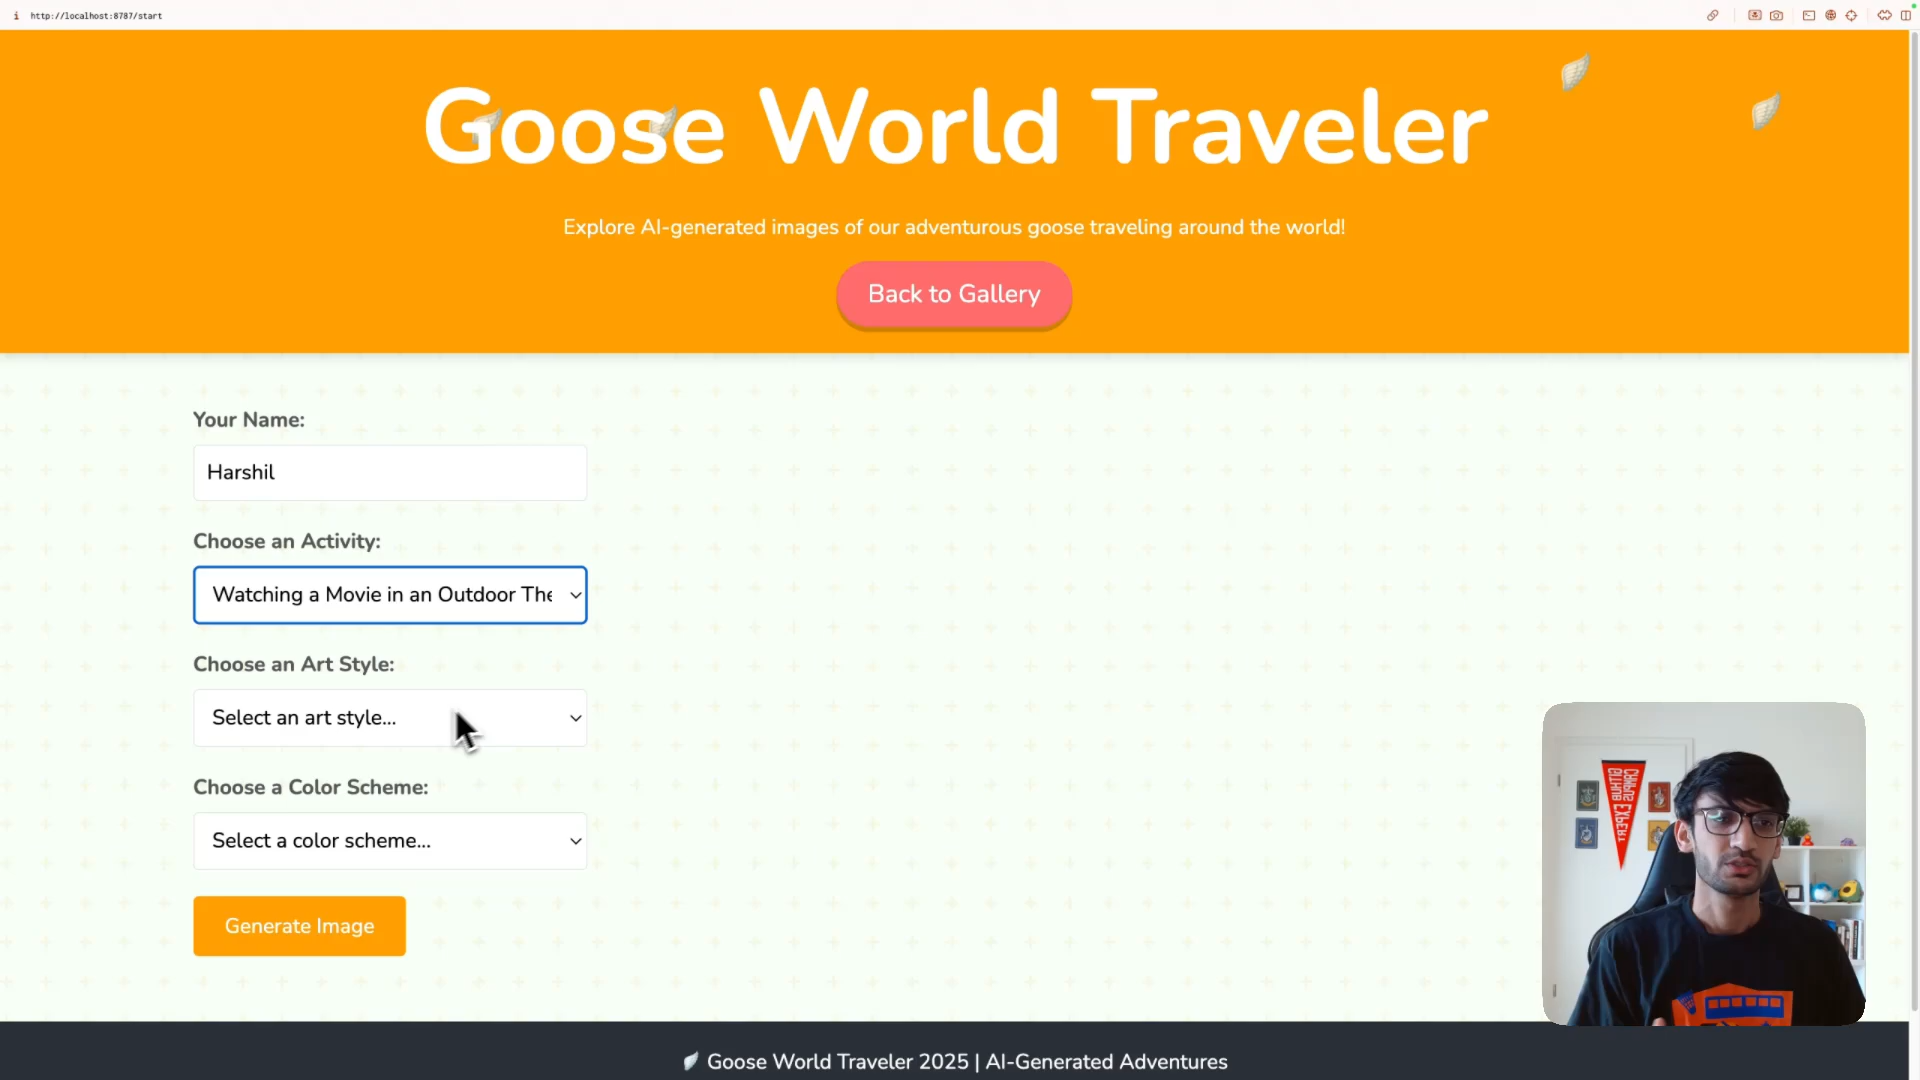 i http://localhost:8787/start
Goose World Traveler
Explore AI-generated images of our adventurous goose traveling around the world!
Back to Gallery
Your Name:
Harshil
Choose an Activity:
Watching a Movie in an Outdoor The
Choose an Art Style:
Select an art style...
Choose a Color Scheme:
Select a color scheme...
Generate Image
Goose World Traveler 2025 | AI-Generated Adventures